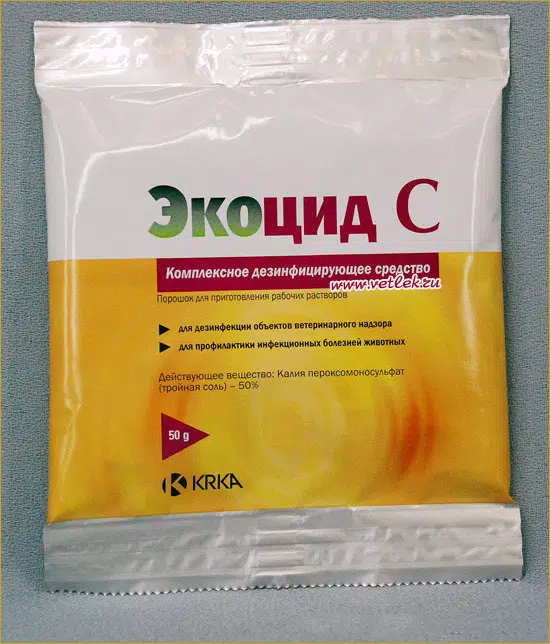 Экоцид С
Комплексное дезинфицирующее средство
www.vetlek.ru
Порошок для приготовления рабочих растворов
для дезинфекции объектов ветеринарного надзора
для профилактики инфекционных болезней животных
Действующее вещество: Калия пероксомоносульфат
(тройная соль) – 50%
50 g
KRKA